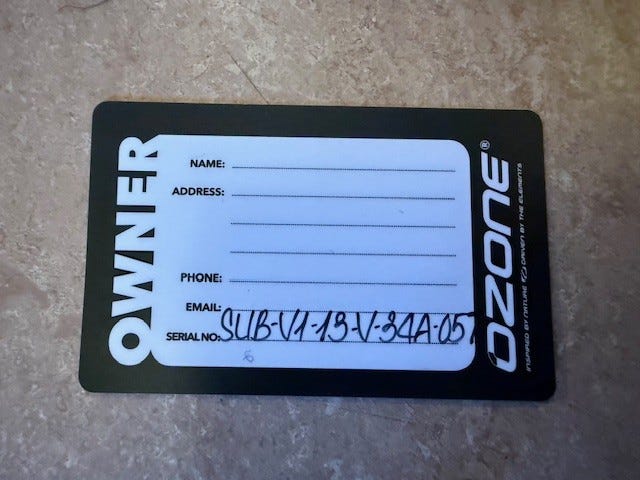 OWNER
NAME:
ADDRESS:
PHONE:
EMAIL:
SERIAL NO: SUB-V1-13-V-34A-057
OZONE®
INSPIRED BY NATURE DRIVEN BY THE ELEMENTS